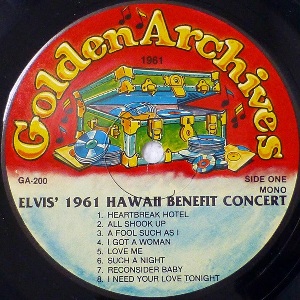 Golden Archives
1961
GA-200
SIDE ONE
MONO
ELVIS' 1961 HAWAII BENEFIT CONCERT
1. HEARTBREAK HOTEL
2. ALL SHOOK UP
3. A FOOL SUCH AS I
4. I GOT A WOMAN
5. LOVE ME
6. SUCH A NIGHT
7. RECONSIDER BABY
8. I NEED YOUR LOVE TONIGHT